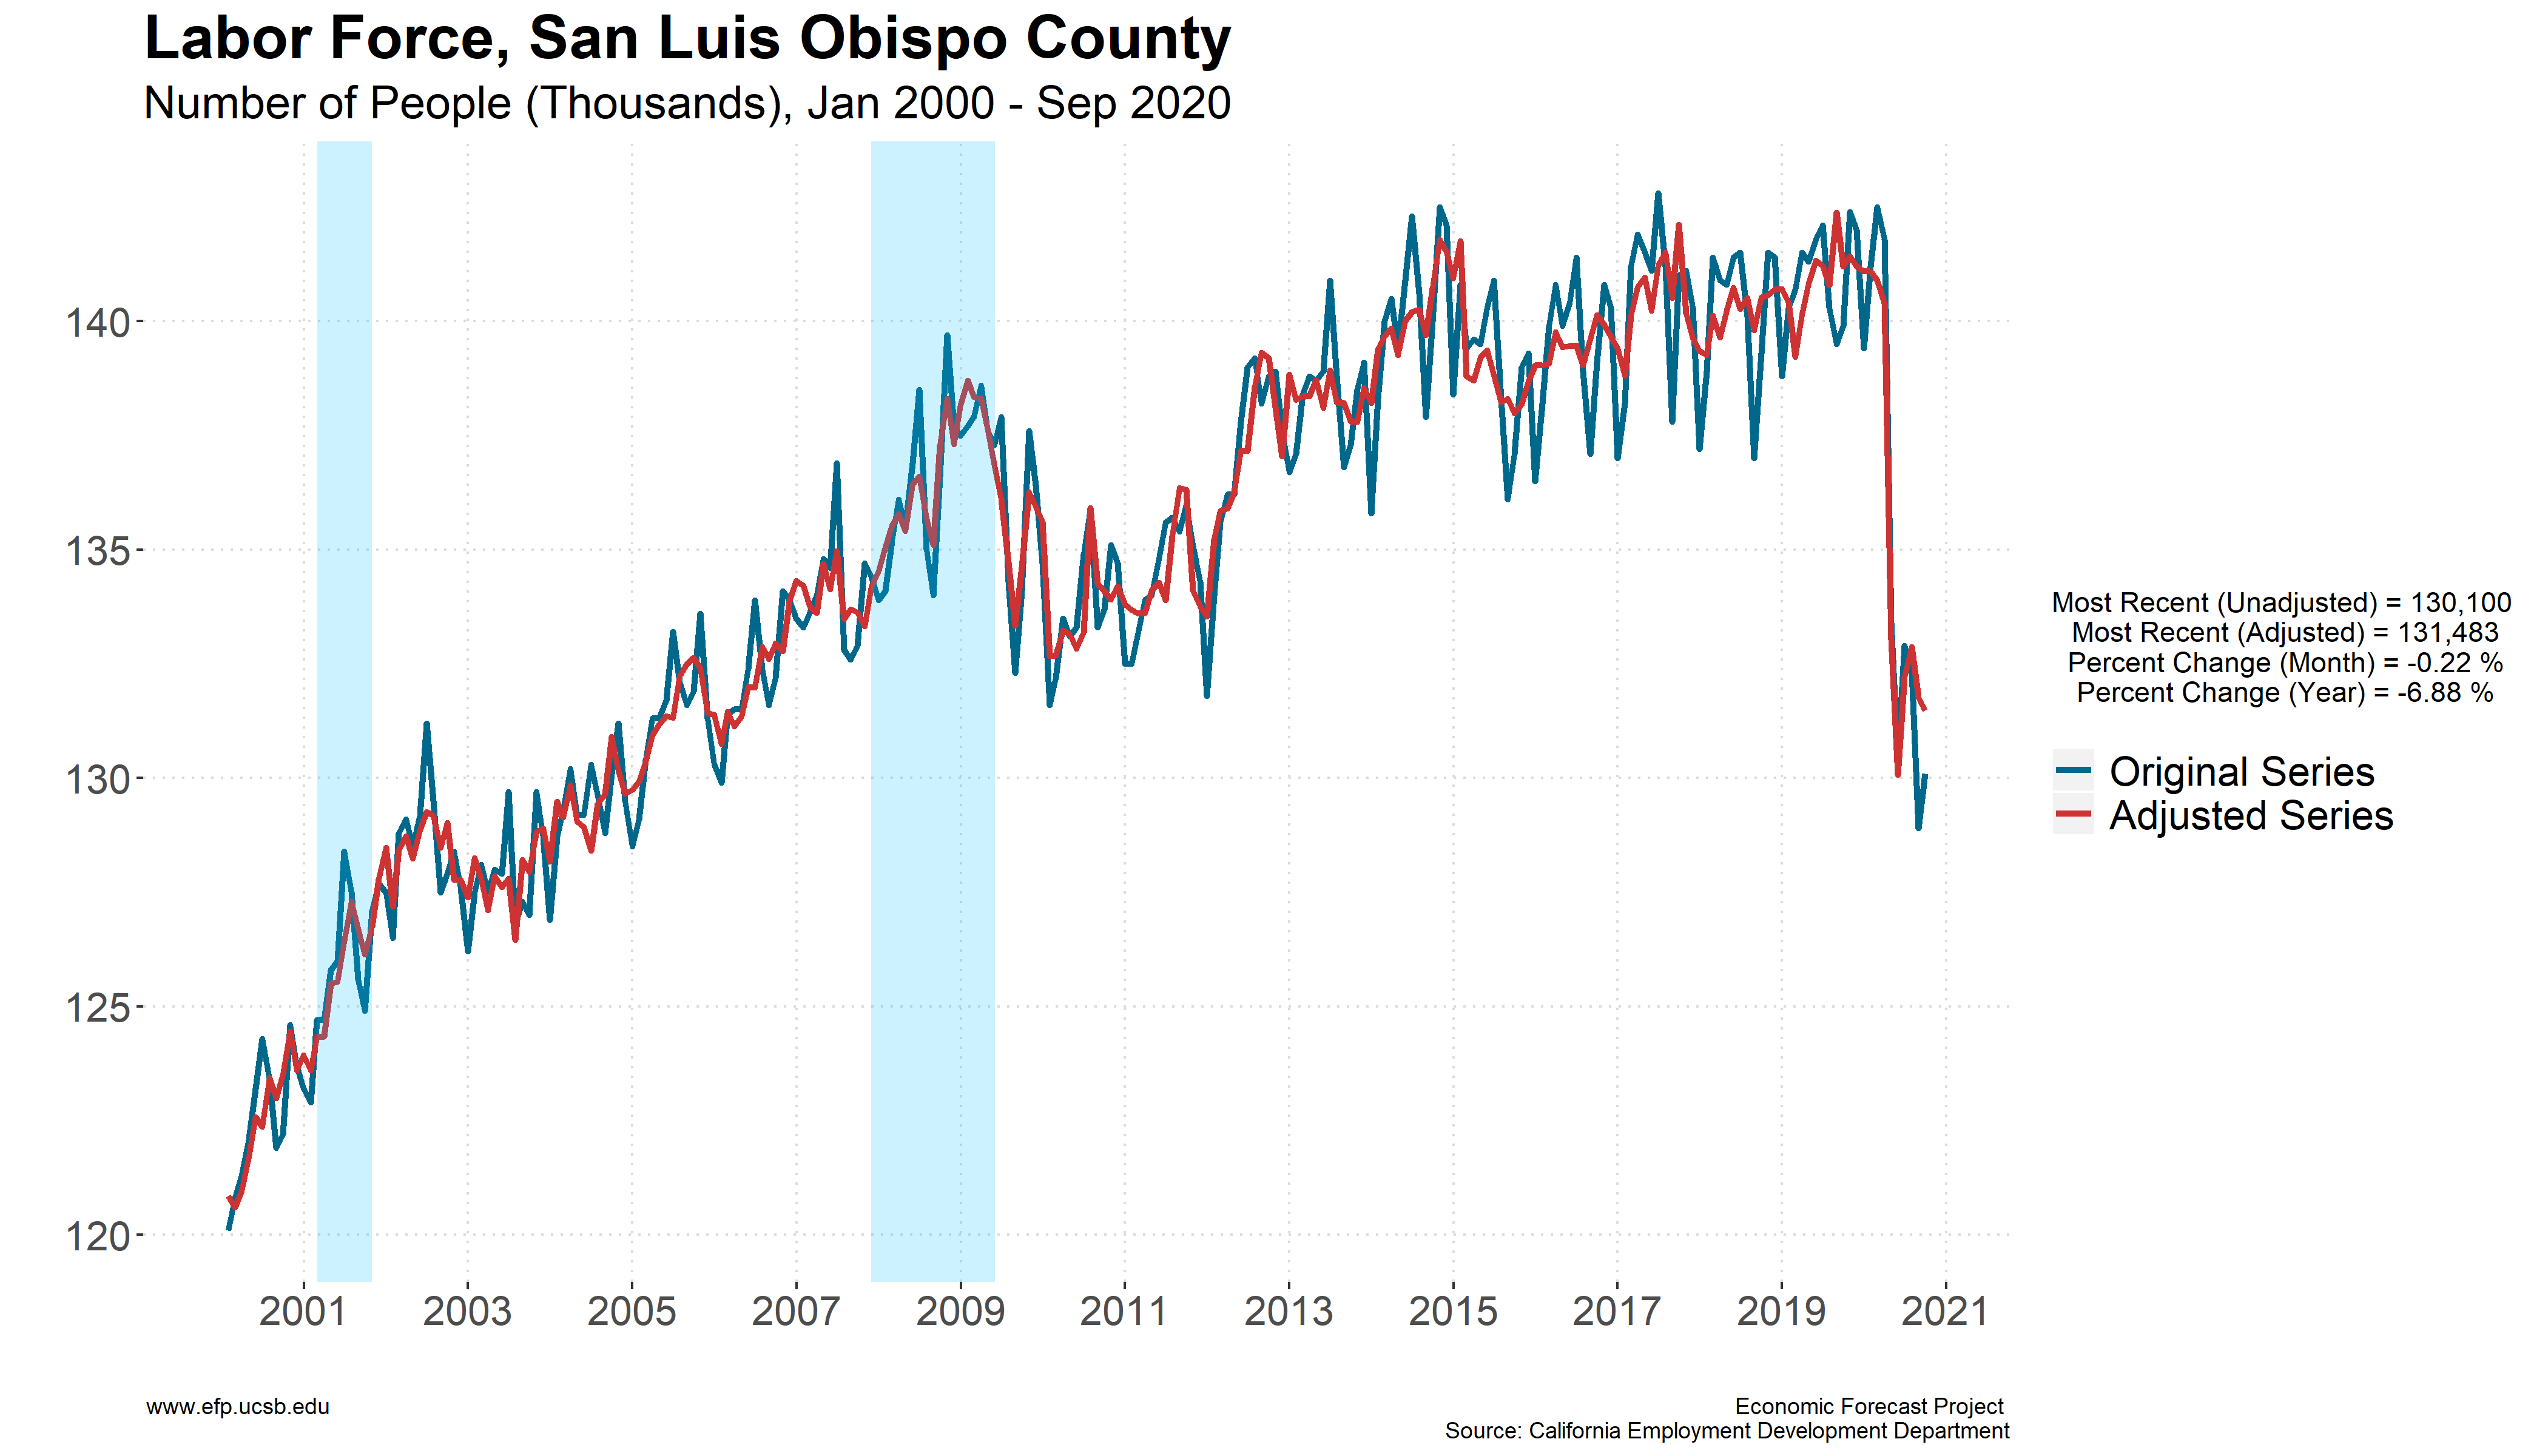 Labor Force, San Luis Obispo County
Number of People (Thousands), Jan 2000 - Sep 2020
140
135
130
125
120
2001 2003 2005 2007 2009 2011 2013 2015 2017 2019 2021
Most Recent (Unadjusted) = 130,100
Most Recent (Adjusted) = 131,483
Percent Change (Month) = -0.22 %
Percent Change (Year) = -6.88 %
Original Series
Adjusted Series
www.efp.ucsb.edu
Economic Forecast Project
Source: California Employment Development Department